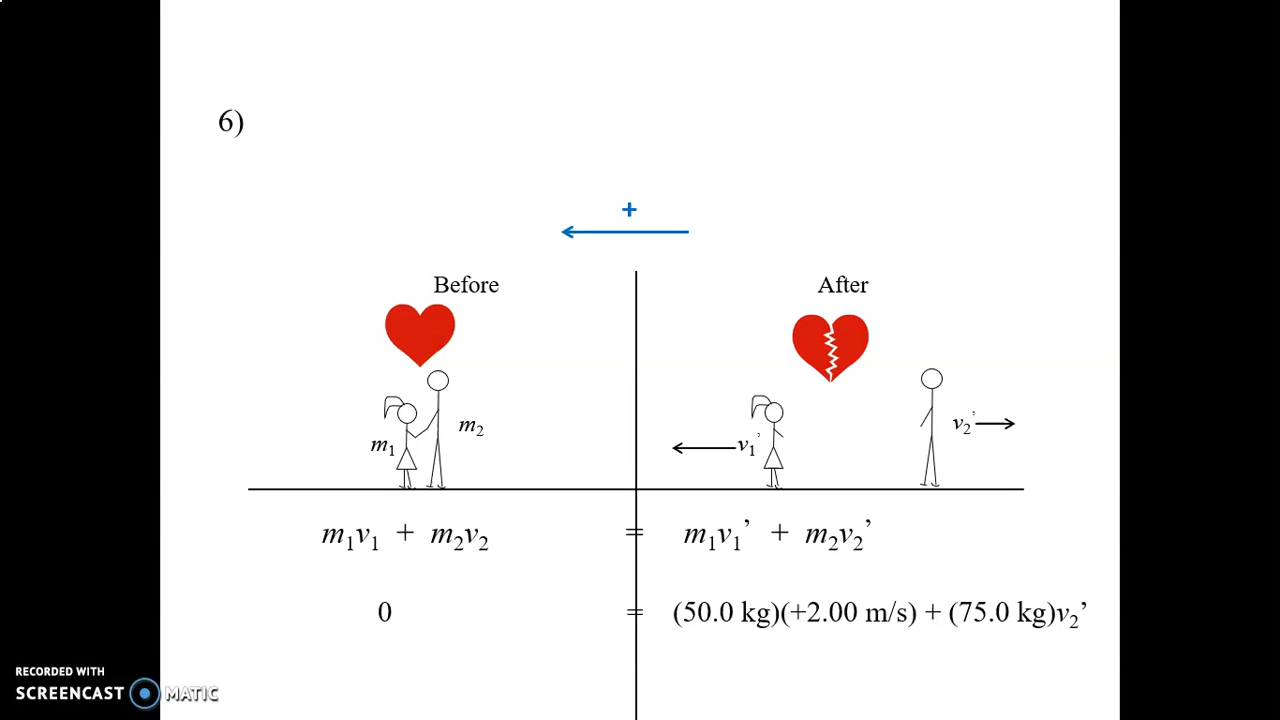 6)
+
Before After
m₁ m₂
v₁’ v₂’
m₁v₁ + m₂v₂ = m₁v₁’ + m₂v₂’
0 = (50.0 kg)(+2.00 m/s) + (75.0 kg)v₂’
RECORDED WITH
SCREENCAST MATIC